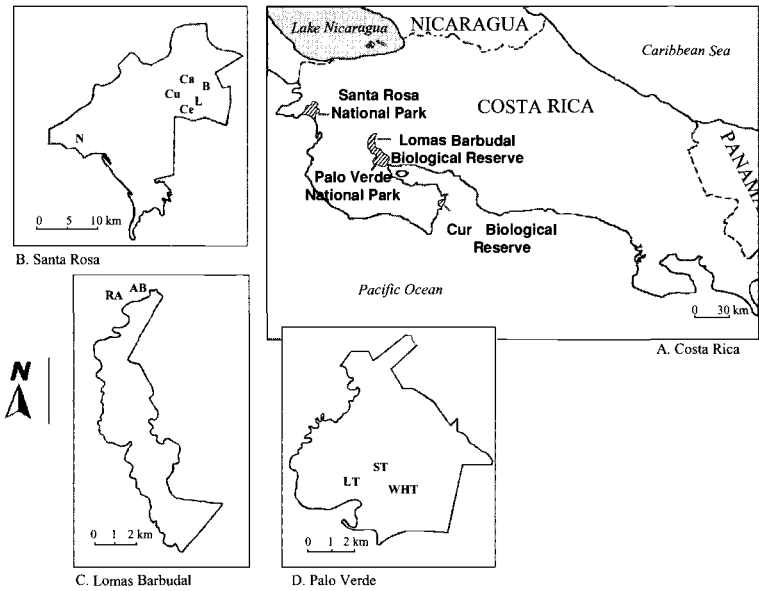 Ca
B
Cu
L
Ce
N
0 5 10 km
B. Santa Rosa
Lake Nicaragua
NICARAGUA
Caribbean Sea
Santa Rosa
National Park
COSTA RICA
Lomas Barbudal
Biological Reserve
Palo Verde
National Park
PANAMA
Cur Biological
Reserve
Pacific Ocean
0 30 km
A. Costa Rica
N
RA
AB
0 1 2 km
C. Lomas Barbudal
ST
LT
WHT
0 1 2 km
D. Palo Verde